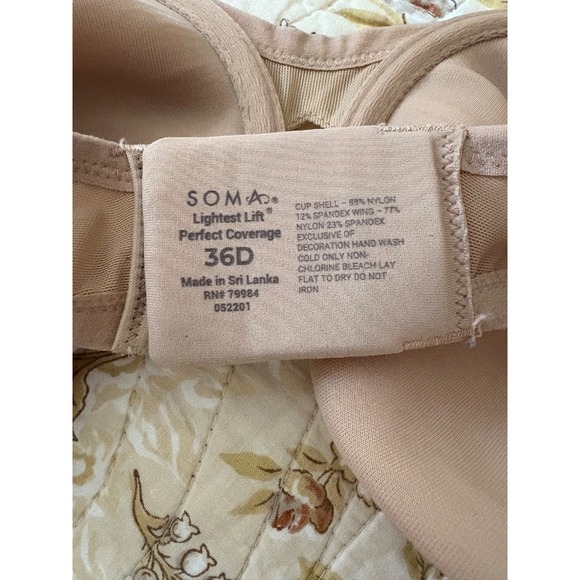 SOMA®
Lightest Lift®
Perfect Coverage
36D
Made in Sri Lanka
RN# 79984
052201
CUP SHELL - 88% NYLON
12% SPANDEX WING - 77%
NYLON 23% SPANDEX
EXCLUSIVE OF
DECORATION HAND WASH
COLD ONLY NON-
CHLORINE BLEACH LAY
FLAT TO DRY DO NOT
IRON